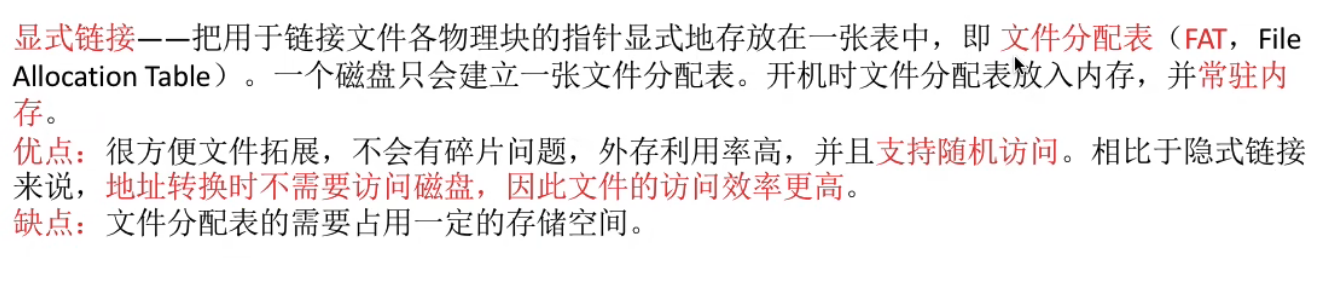 显式链接——把用于链接文件各物理块的指针显式地存放在一张表中，即 文件分配表（FAT，File
Allocation Table）。一个磁盘只会建立一张文件分配表。开机时文件分配表放入内存，并常驻内
存。
优点：很方便文件拓展，不会有碎片问题，外存利用率高，并且支持随机访问。相比于隐式链接
来说，地址转换时不需要访问磁盘，因此文件的访问效率更高。
缺点：文件分配表的需要占用一定的存储空间。